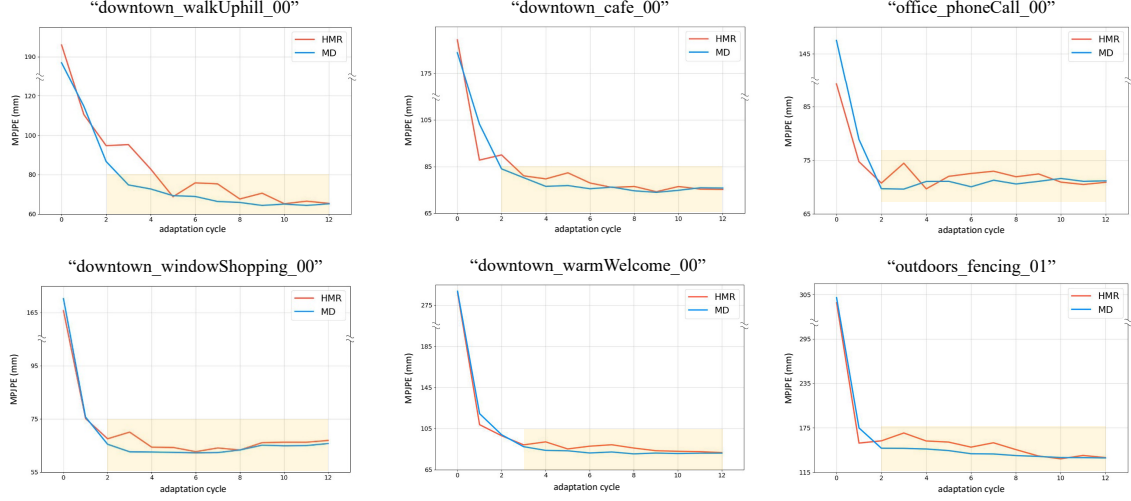 “downtown_walkUphill_00”
“downtown_cafe_00”
“office_phoneCall_00”
MPJPE (mm)
190
120
100
80
60
0 2 4 6 8 10 12
adaptation cycle
HMR
MD
MPJPE (mm)
175
105
85
65
0 2 4 6 8 10 12
adaptation cycle
HMR
MD
MPJPE (mm)
145
85
75
65
0 2 4 6 8 10 12
adaptation cycle
HMR
MD
“downtown_windowShopping_00”
“downtown_warmWelcome_00”
“outdoors_fencing_01”
MPJPE (mm)
165
95
75
55
0 2 4 6 8 10 12
adaptation cycle
HMR
MD
MPJPE (mm)
275
185
145
105
65
0 2 4 6 8 10 12
adaptation cycle
HMR
MD
MPJPE (mm)
305
295
235
175
115
0 2 4 6 8 10 12
adaptation cycle
HMR
MD